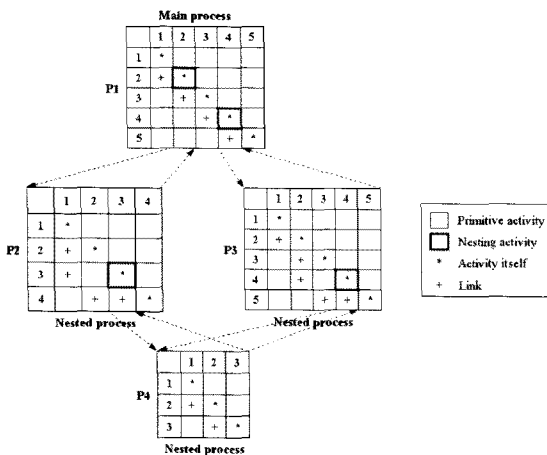 Main process
1 2 3 4 5
1 *
2 + *
P1
3 + *
4 + *
5 + *
1 2 3 4
1 *
P2
2 + *
3 + *
4 + + *
Nested process
1 2 3 4 5
1 *
2 + *
P3
3 + *
4 + *
5 + + *
Nested process
Primitive activity
Nesting activity
* Activity itself
+ Link
1 2 3
1 *
P4
2 + *
3 + *
Nested process